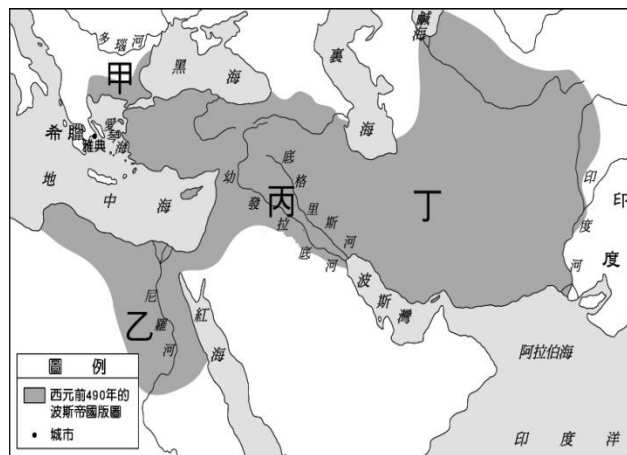 多瑙河
甲
黑海
裏海
鹹海
希臘
愛琴海
雅典
地中海
幼發拉底河
底格里斯河
丙
丁
印度河
印度
波斯灣
尼羅河
乙
紅海
阿拉伯海
印度洋
圖例
西元前490年的
波斯帝國版圖
城市